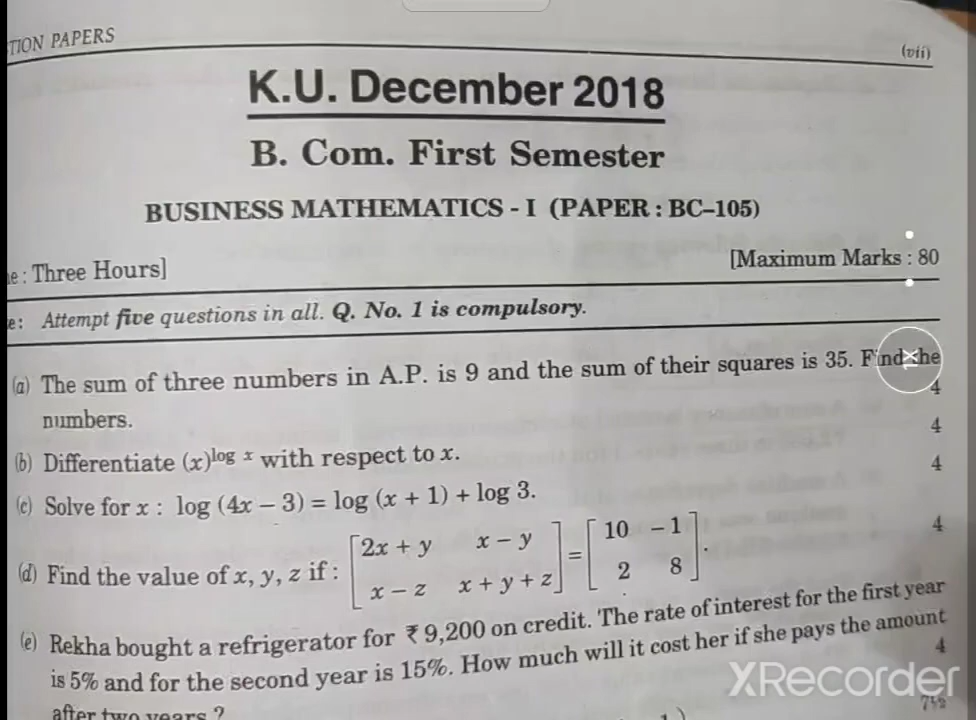 TION PAPERS
(vii)
K.U. December 2018
B. Com. First Semester
BUSINESS MATHEMATICS - I (PAPER : BC–105)
e : Three Hours] [Maximum Marks : 80
e: Attempt five questions in all. Q. No. 1 is compulsory.
(a) The sum of three numbers in A.P. is 9 and the sum of their squares is 35. Find the
numbers. 4
(b) Differentiate (x)^log x with respect to x. 4
(c) Solve for x : log (4x – 3) = log (x + 1) + log 3. 4
(d) Find the value of x, y, z if : [2x + y x – y
x – z x + y + z] = [10 – 1
2 8]. 4
(e) Rekha bought a refrigerator for ₹ 9,200 on credit. The rate of interest for the first year
is 5% and for the second year is 15%. How much will it cost her if she pays the amount
after two years ? 4
XRecorder